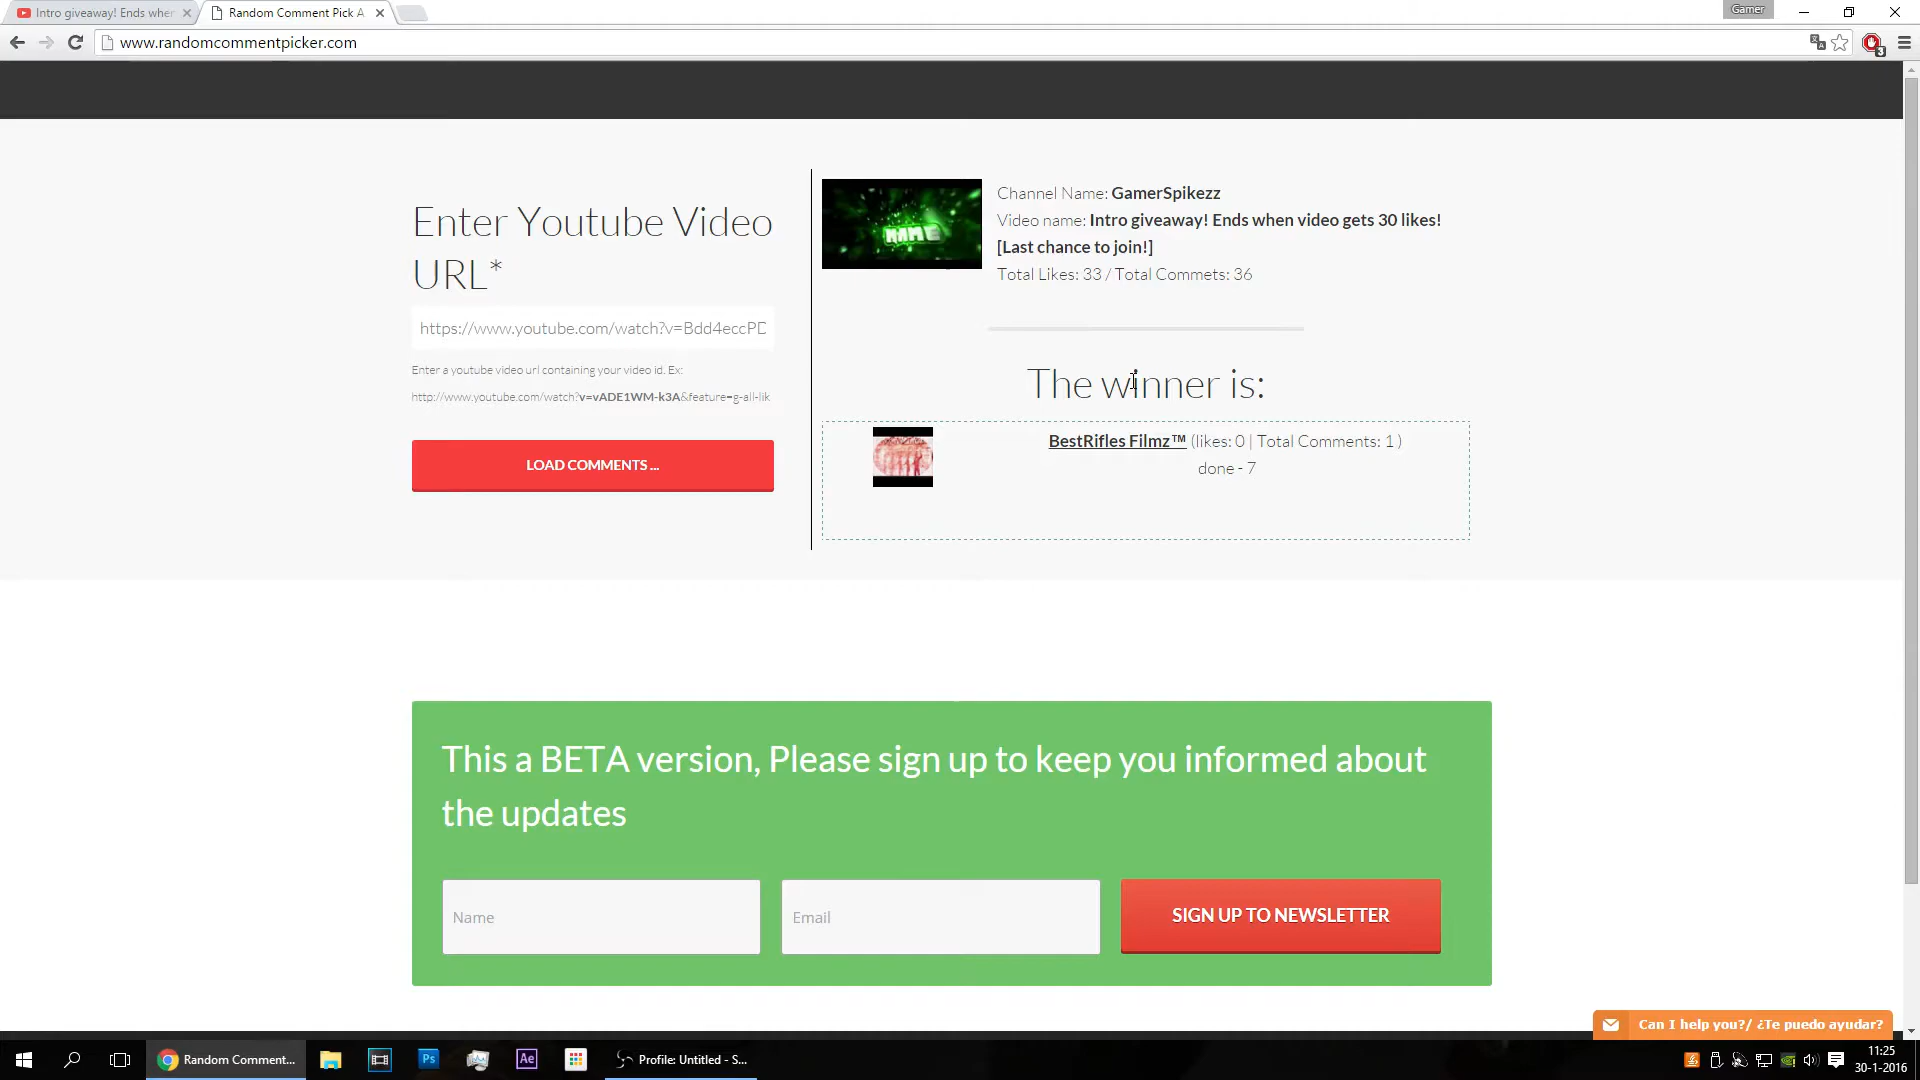 Intro giveaway! Ends wher
Random Comment Pick A
Gamer
www.randomcommentpicker.com
3
Enter Youtube Video
URL*
https://www.youtube.com/watch?v=Bdd4eccPD
Enter a youtube video url containing your video id. Ex:
http://www.youtube.com/watch?v=vADE1WM-k3A&feature=g-all-lik
LOAD COMMENTS ...
NAME
Channel Name: GamerSpikezz
Video name: Intro giveaway! Ends when video gets 30 likes!
[Last chance to join!]
Total Likes: 33 / Total Commets: 36
The winner is:
BestRifles Filmz™ (likes: 0 | Total Comments: 1 )
done - 7
This a BETA version, Please sign up to keep you informed about
the updates
Name
Email
SIGN UP TO NEWSLETTER
Can I help you?/ ¿Te puedo ayudar?
Random Comment...
Ps
Ae
Profile: Untitled - S...
11:25
30-1-2016